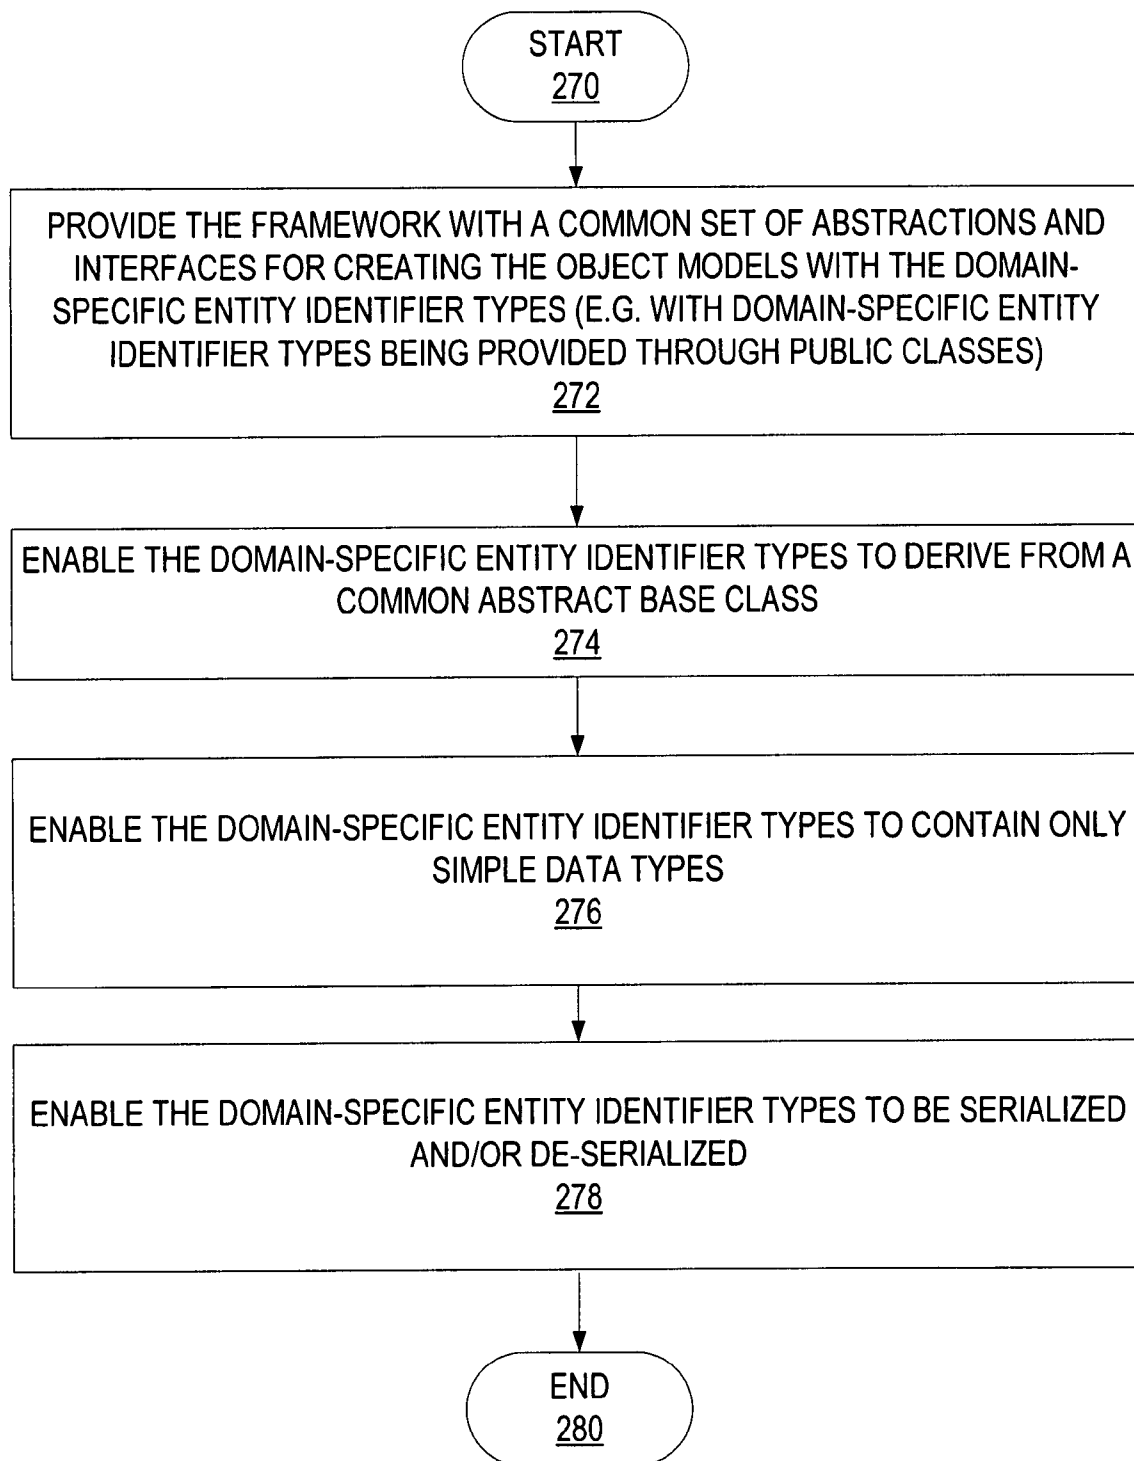 START
270
PROVIDE THE FRAMEWORK WITH A COMMON SET OF ABSTRACTIONS AND
INTERFACES FOR CREATING THE OBJECT MODELS WITH THE DOMAIN-
SPECIFIC ENTITY IDENTIFIER TYPES (E.G. WITH DOMAIN-SPECIFIC ENTITY
IDENTIFIER TYPES BEING PROVIDED THROUGH PUBLIC CLASSES)
272
ENABLE THE DOMAIN-SPECIFIC ENTITY IDENTIFIER TYPES TO DERIVE FROM A
COMMON ABSTRACT BASE CLASS
274
ENABLE THE DOMAIN-SPECIFIC ENTITY IDENTIFIER TYPES TO CONTAIN ONLY
SIMPLE DATA TYPES
276
ENABLE THE DOMAIN-SPECIFIC ENTITY IDENTIFIER TYPES TO BE SERIALIZED
AND/OR DE-SERIALIZED
278
END
280